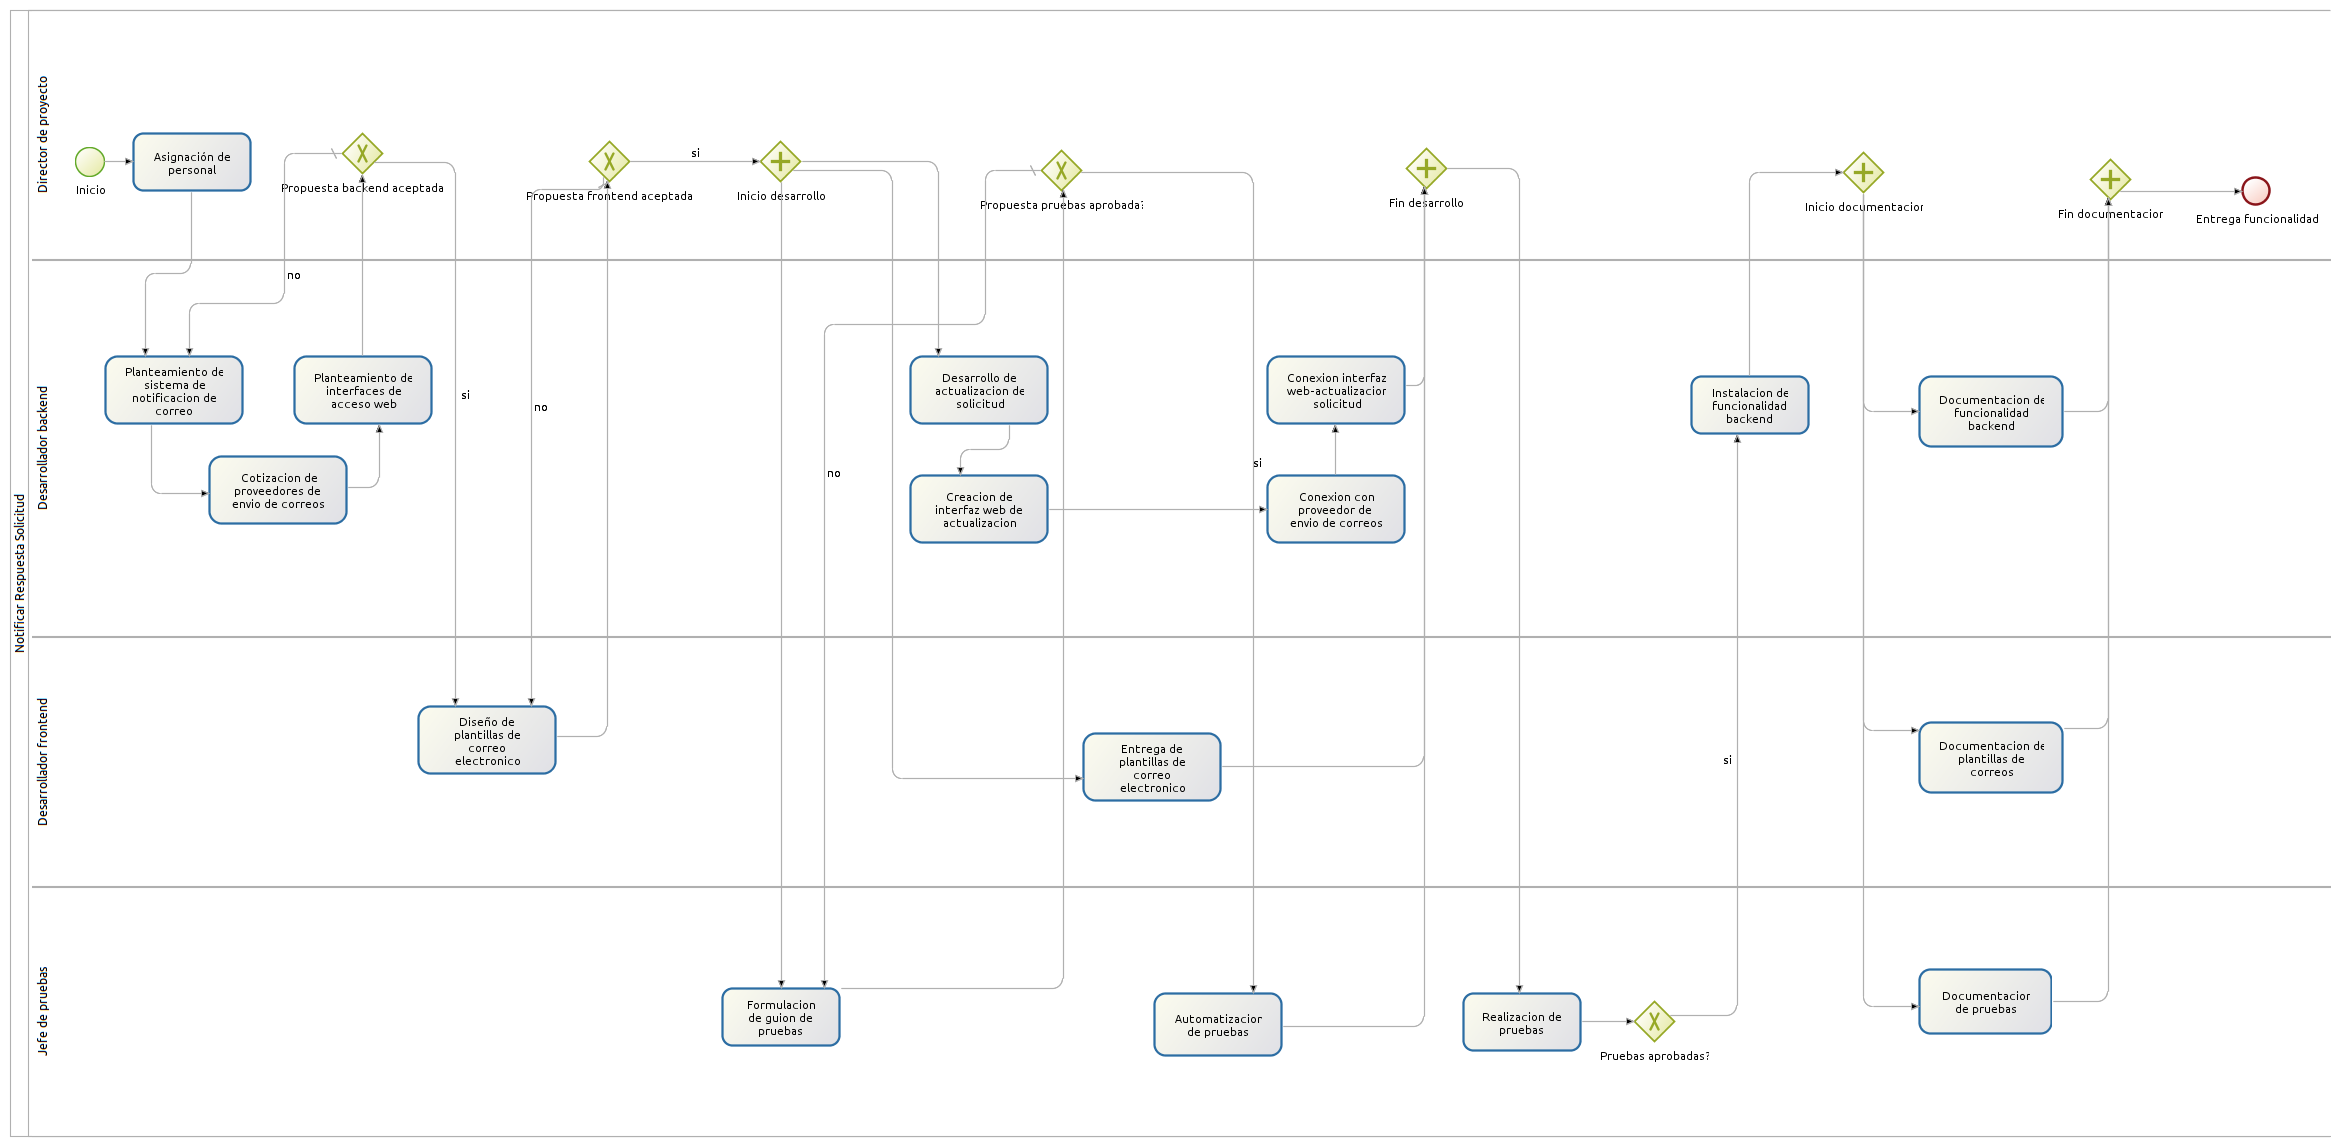 Notificar Respuesta Solicitud
Director de proyecto
Inicio
Asignación de
personal
Propuesta backend aceptada
no
si
Propuesta frontend aceptada
no
si
Inicio desarrollo
Propuesta pruebas aprobada?
no
si
Fin desarrollo
Inicio documentacior
Fin documentacior
Entrega funcionalidad
Desarrollador backend
Planteamiento de
sistema de
notificacion de
correo
Cotizacion de
proveedores de
envio de correos
Planteamiento de
interfaces de
acceso web
Desarrollo de
actualizacion de
solicitud
Creacion de
interfaz web de
actualizacion
Conexion interfaz
web-actualizacior
solicitud
Conexion con
proveedor de
envio de correos
Instalacion de
funcionalidad
backend
Documentacion de
funcionalidad
backend
Desarrollador frontend
Diseño de
plantillas de
correo
electronico
Entrega de
plantillas de
correo
electronico
si
Documentacion de
plantillas de
correos
Jefe de pruebas
Formulacion
de guion de
pruebas
Automatizacior
de pruebas
Realizacion de
pruebas
Pruebas aprobadas?
Documentacior
de pruebas